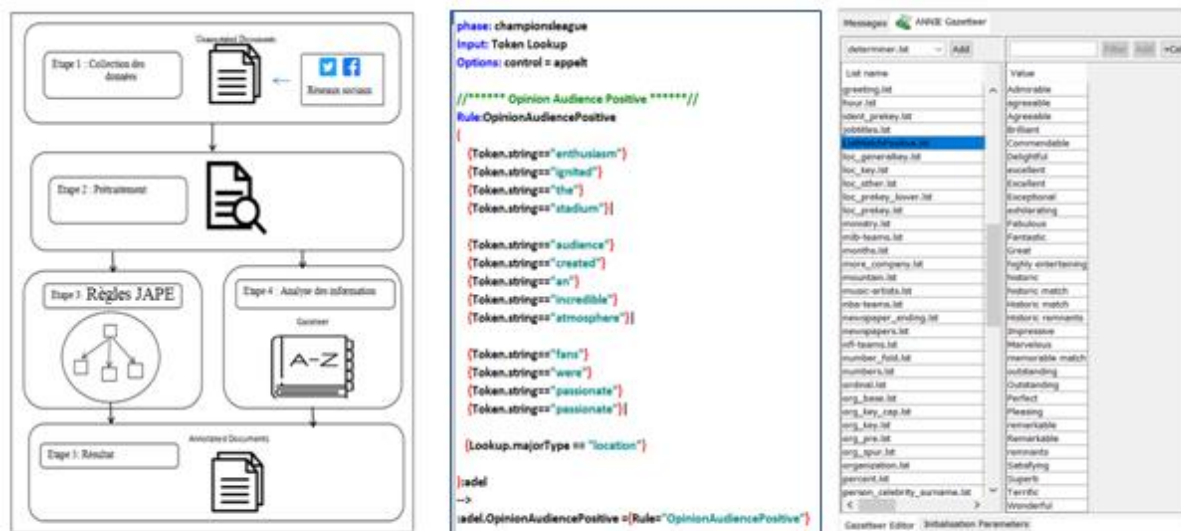 Unannotated Documents
Etape 1 : Collection des
données
Réseaux sociaux
Etape 2 : Prétraitement
Etape 3 Règles JAPE
Etape 4 : Analyse des information
Gazetteer
A-Z
Annotated Documents
Etape 3: Résultat
phase: championsleague
Input: Token Lookup
Options: control = appelt
//****** Opinion Audience Positive ******//
Rule:OpinionAudiencePositive
(
{Token.string=="enthusiasm"}
{Token.string=="ignited"}
{Token.string=="the"}
{Token.string=="stadium"}|
{Token.string=="audience"}
{Token.string=="created"}
{Token.string=="an"}
{Token.string=="incredible"}
{Token.string=="atmosphere"}|
{Token.string=="fans"}
{Token.string=="were"}
{Token.string=="passionate"}
{Token.string=="passionate"}|
{Lookup.majorType == "location"}
):adel
-->
:adel.OpinionAudiencePositive ={Rule="OpinionAudiencePositive"}
Messages ANNIE Gazetteer
determiner.lst Add Filter Add +Col
List name Value
greeting.lst Admirable
hour.lst agreeable
ident_prekey.lst Agreeable
jobtitles.lst Brilliant
Commendable
loc_generalkey.lst Delightful
loc_key.lst excellent
loc_other.lst Excellent
loc_prekey_lower.lst Exceptional
loc_prekey.lst exhilarating
ministry.lst Fabulous
mlb-teams.lst Fantastic
months.lst Great
more_company.lst highly entertaining
mountain.lst historic
music-artists.lst historic match
nba-teams.lst Historic match
newspaper_ending.lst Historic remnants
newspapers.lst Impressive
nfl-teams.lst Marvelous
number_fold.lst memorable match
numbers.lst outstanding
ordinal.lst Outstanding
org_base.lst Perfect
org_key_cap.lst Pleasing
org_key.lst remarkable
org_pre.lst Remarkable
org_spur.lst remnants
organization.lst Satisfying
percent.lst Superb
person_celebrity_surname.lst Terrific
Wonderful
Gazetteer Editor Initialisation Parameters